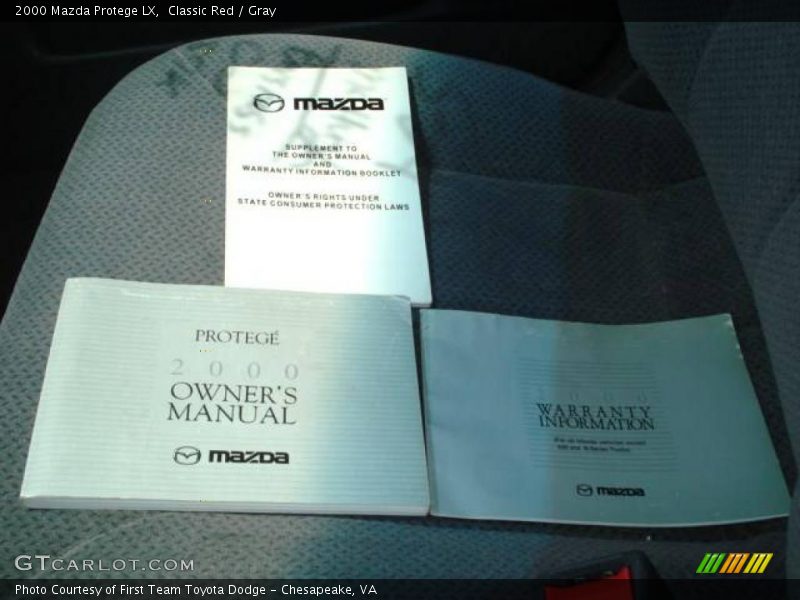 2000 Mazda Protege LX,  Classic Red / Gray
mazda
SUPPLEMENT TO
THE OWNER'S MANUAL
AND
WARRANTY INFORMATION BOOKLET
OWNER'S RIGHTS UNDER
STATE CONSUMER PROTECTION LAWS
PROTEGÉ
2000
OWNER'S
MANUAL
mazda
2000
WARRANTY
INFORMATION
mazda
GTCARLOT.COM
Photo Courtesy of First Team Toyota Dodge - Chesapeake, VA